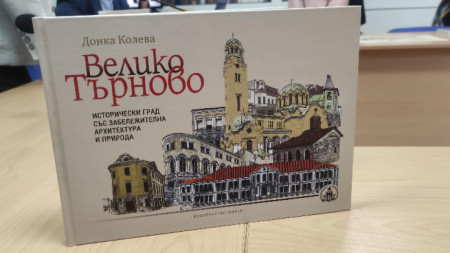 Донка Колева
Велико
Търново
ИСТОРИЧЕСКИ ГРАД
СЪС ЗАБЕЛЕЖИТЕЛНА
АРХИТЕКТУРА
И ПРИРОДА